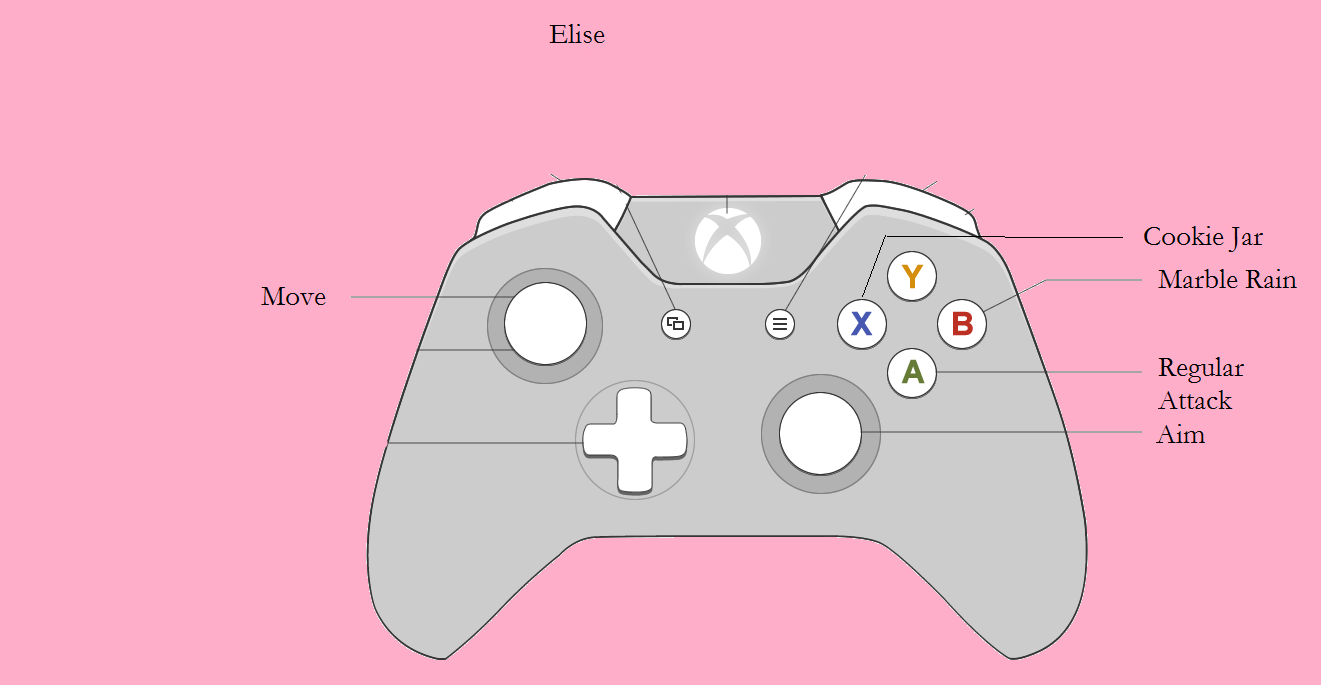 Elise
Cookie Jar
Y
Marble Rain
Move
X
B
Regular
Attack
A
Aim